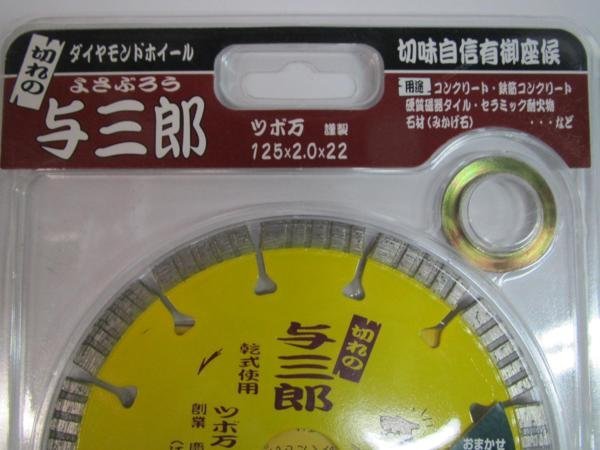 切れの
ダイヤモンドホイール
よさぶろう
与三郎
ツボ万 謹製
125×2.0×22
切味自信有御座候
用途 コンクリート・鉄筋コンクリート
硬質磁器タイル・セラミック耐火物
石材(みかげ石) ・・・など
切れの
与三郎
乾式使用
ツボ万
創業
おまかせ